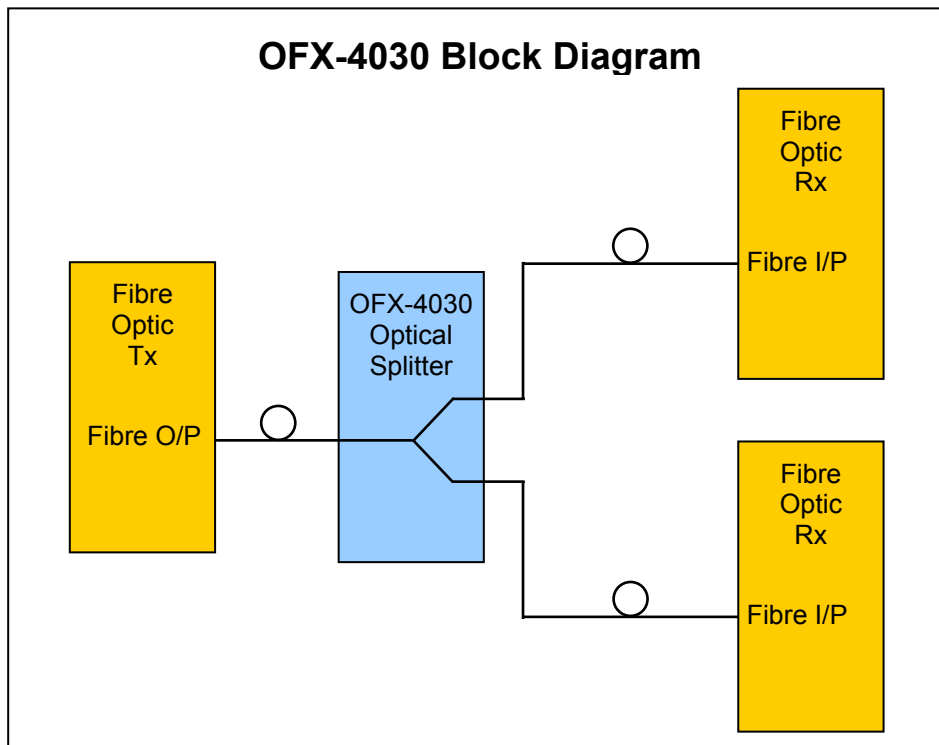 OFX-4030 Block Diagram
Fibre
Optic
Rx
Fibre I/P
Fibre
Optic
Tx
Fibre O/P
OFX-4030
Optical
Splitter
Fibre
Optic
Rx
Fibre I/P